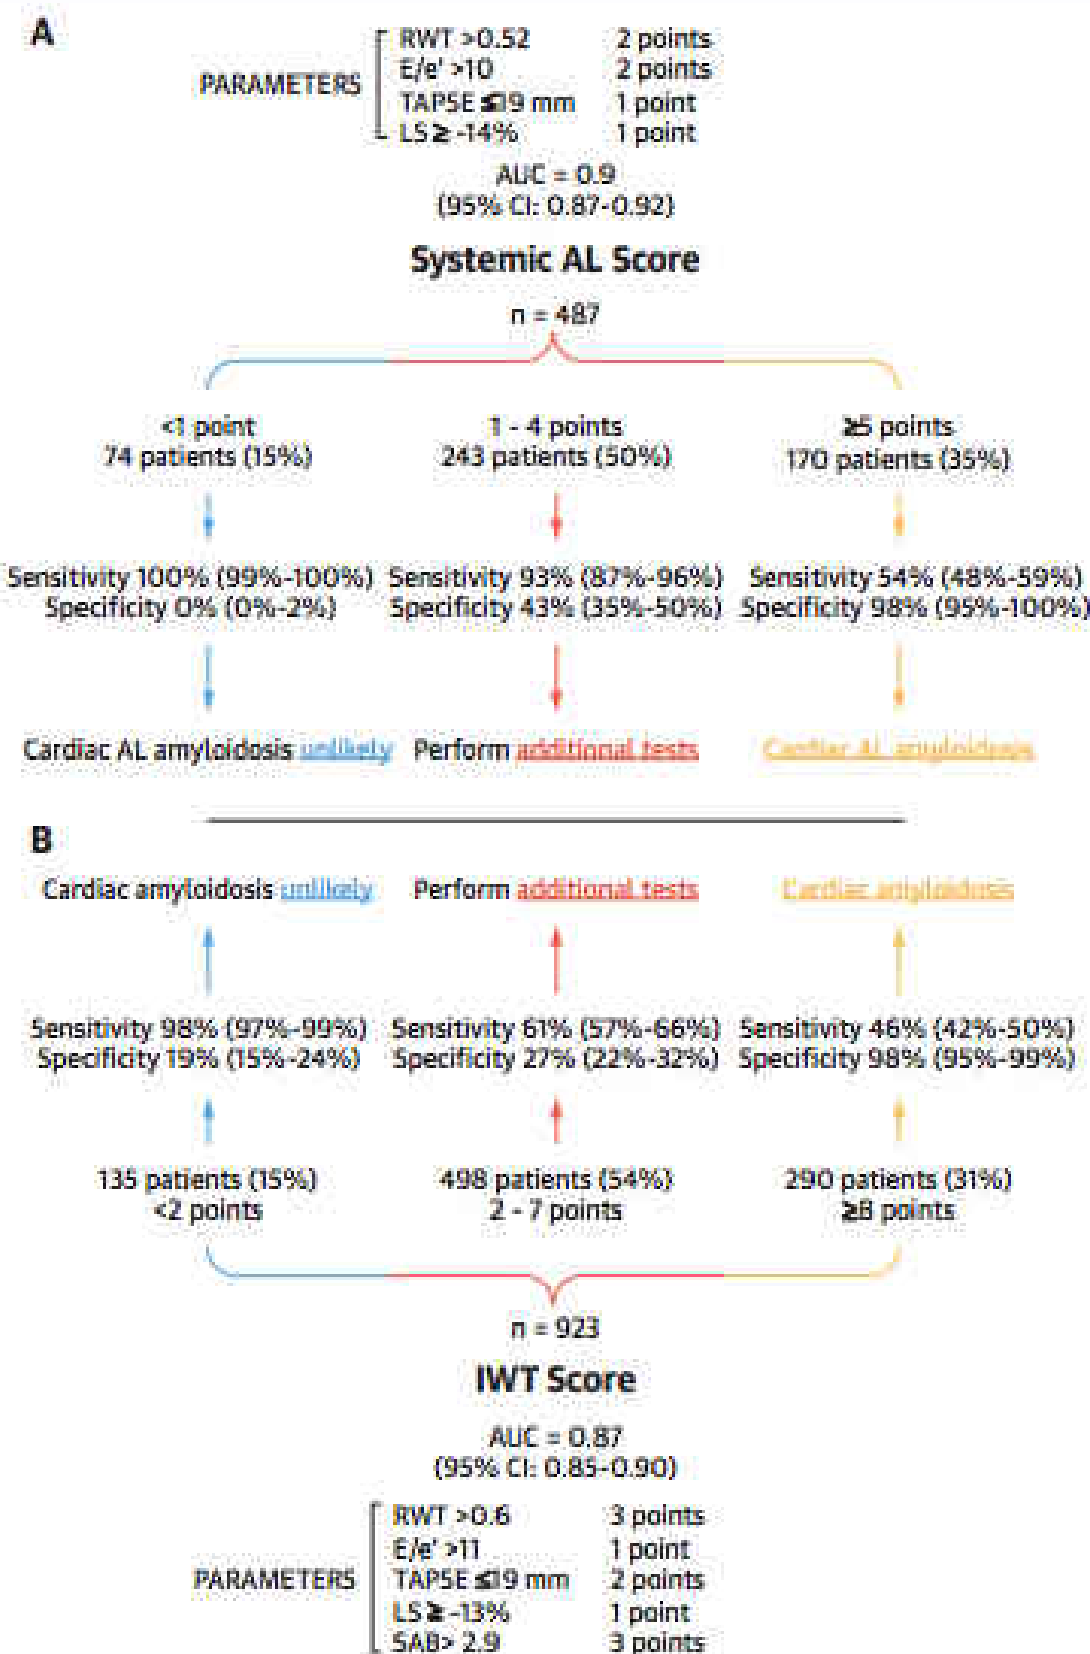 A
PARAMETERS
RWT >0.52 2 points
E/e' >10 2 points
TAPSE ≤19 mm 1 point
LS ≥ -14% 1 point
AUC = 0.9
(95% CI: 0.87-0.92)
Systemic AL Score
n = 487
<1 point 1 - 4 points ≥5 points
74 patients (15%) 243 patients (50%) 170 patients (35%)
Sensitivity 100% (99%-100%) Sensitivity 93% (87%-96%) Sensitivity 54% (48%-59%)
Specificity 0% (0%-2%) Specificity 43% (35%-50%) Specificity 98% (95%-100%)
Cardiac AL amyloidosis unlikely Perform additional tests Cardiac AL amyloidosis
B
Cardiac amyloidosis unlikely Perform additional tests Cardiac amyloidosis
Sensitivity 98% (97%-99%) Sensitivity 61% (57%-66%) Sensitivity 46% (42%-50%)
Specificity 19% (15%-24%) Specificity 27% (22%-32%) Specificity 98% (95%-99%)
135 patients (15%) 498 patients (54%) 290 patients (31%)
<2 points 2 - 7 points ≥8 points
n = 923
IWT Score
AUC = 0.87
(95% CI: 0.85-0.90)
PARAMETERS
RWT >0.6 3 points
E/e' >11 1 point
TAPSE ≤19 mm 2 points
LS ≥ -13% 1 point
SAB> 2.9 3 points